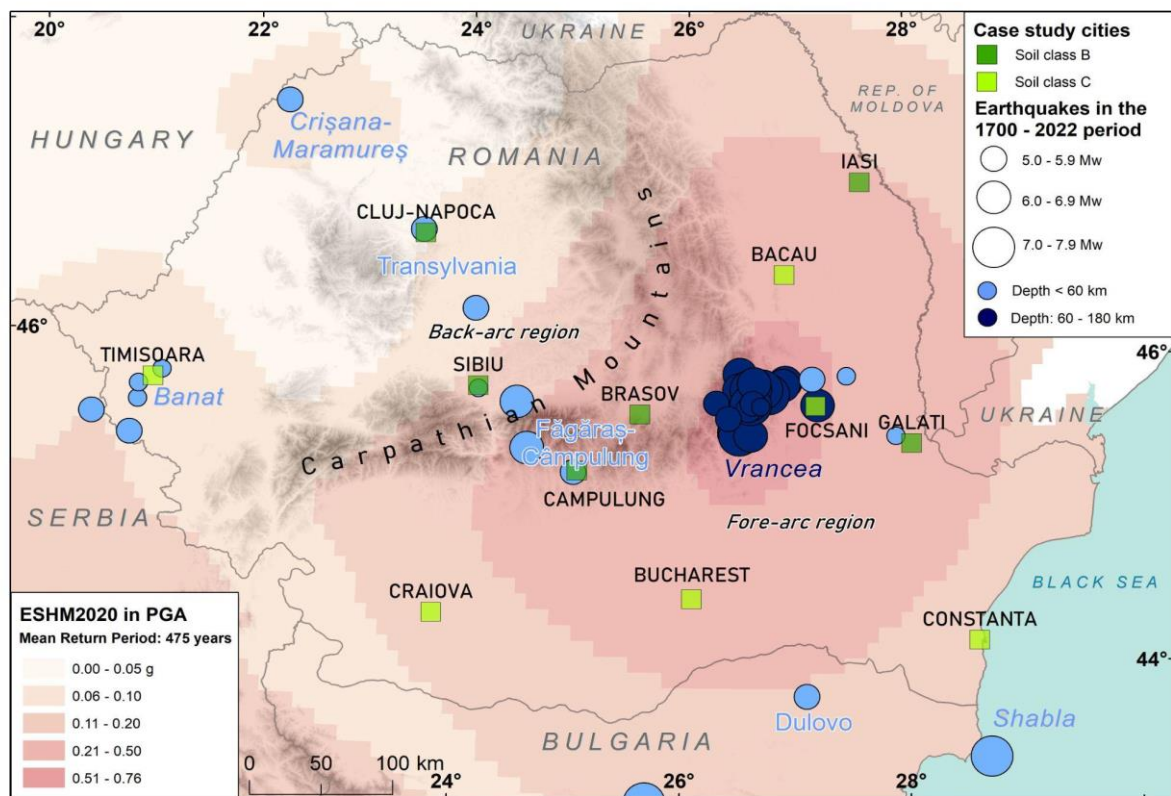 20°
22°
24°
26°
28°
UKRAINE
Case study cities
Soil class B
Soil class C
Earthquakes in the
1700 - 2022 period
5.0 - 5.9 Mw
6.0 - 6.9 Mw
7.0 - 7.9 Mw
Depth < 60 km
Depth: 60 - 180 km
REP. OF
MOLDOVA
HUNGARY
Crișana-
Maramureș
ROMANIA
IASI
CLUJ-NAPOCA
Transylvania
BACAU
Carpathian Mountains
46°
Back-arc region
46°
TIMISOARA
Banat
SIBIU
BRASOV
FOCSANI
GALATI
UKRAINE
Făgăraș-
Câmpulung
Vrancea
CAMPULUNG
SERBIA
Fore-arc region
BUCHAREST
CRAIOVA
BLACK SEA
CONSTANTA
44°
ESHM2020 in PGA
Mean Return Period: 475 years
0.00 - 0.05 g
0.06 - 0.10
0.11 - 0.20
0.21 - 0.50
0.51 - 0.76
Dulovo
Shabla
BULGARIA
0 50 100 km
24°
26°
28°